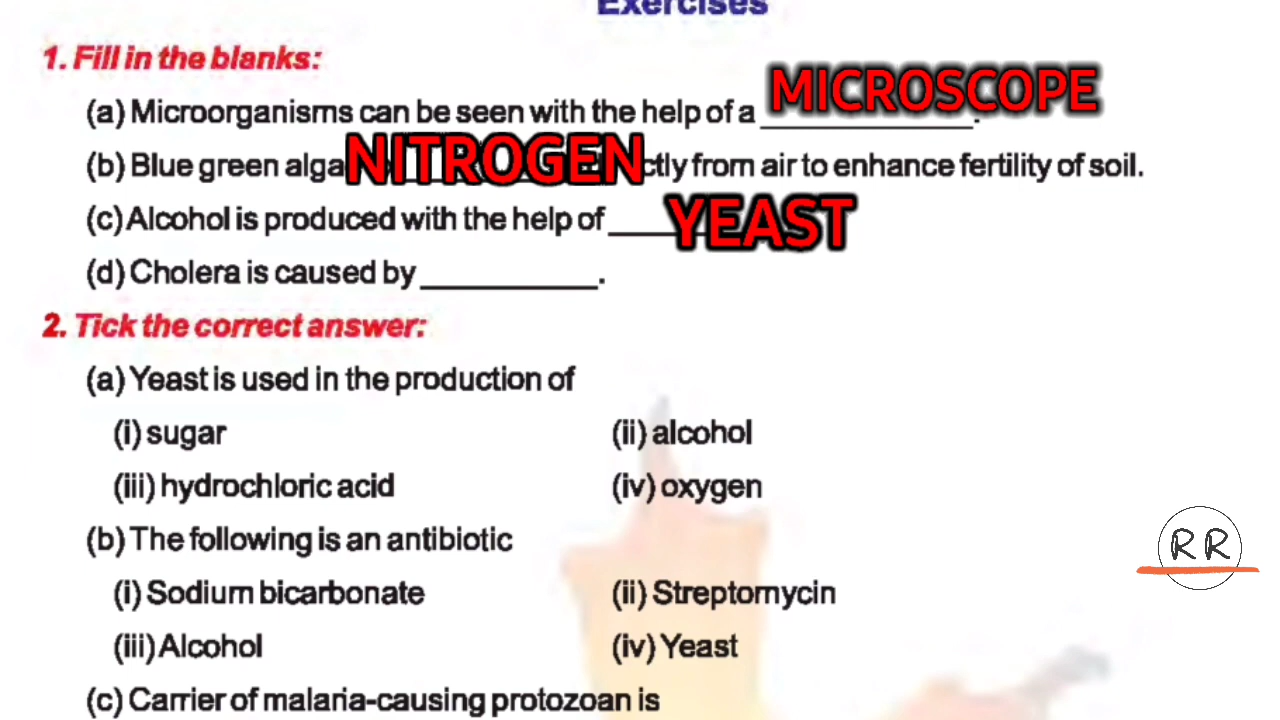 Exercises
1. Fill in the blanks:
(a) Microorganisms can be seen with the help of a MICROSCOPE.
(b) Blue green alga NITROGEN ctly from air to enhance fertility of soil.
(c) Alcohol is produced with the help of YEAST
(d) Cholera is caused by __________.
2. Tick the correct answer:
(a) Yeast is used in the production of
(i) sugar (ii) alcohol
(iii) hydrochloric acid (iv) oxygen
(b) The following is an antibiotic
(i) Sodium bicarbonate (ii) Streptomycin
(iii) Alcohol (iv) Yeast
(c) Carrier of malaria-causing protozoan is
RR